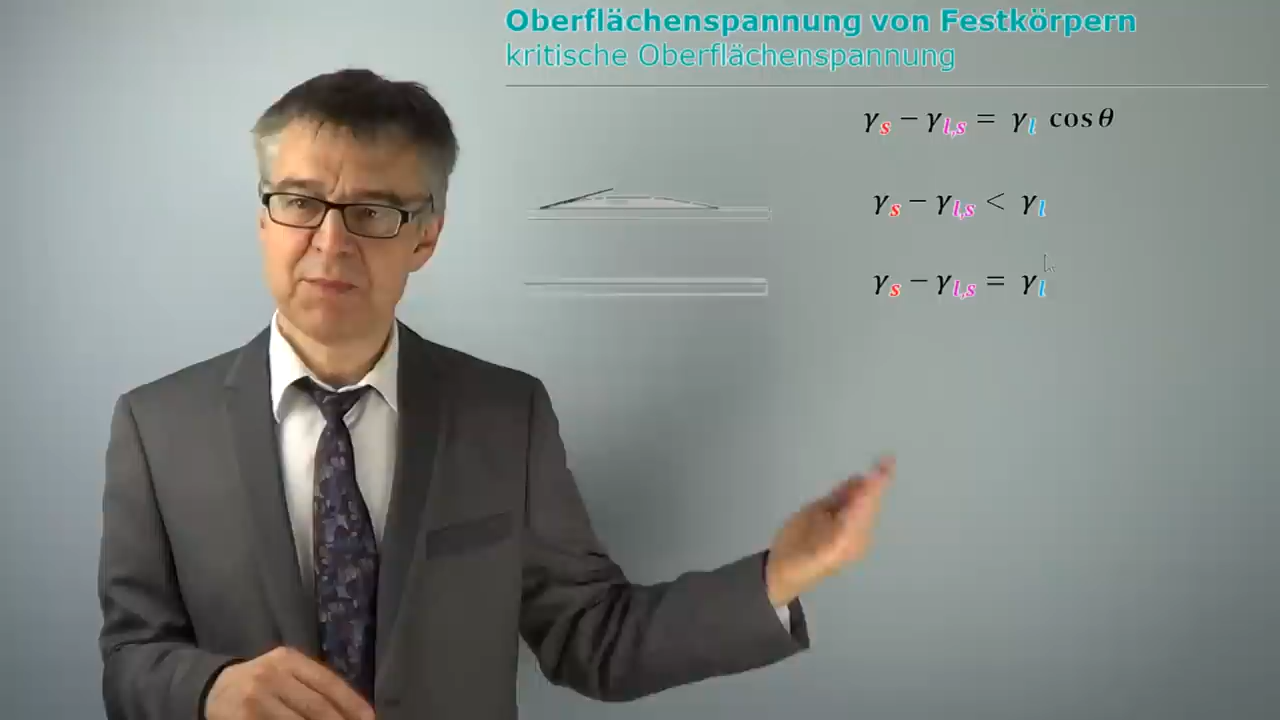 Oberflächenspannung von Festkörpern
kritische Oberflächenspannung
γₛ − γₗ,ₛ = γₗ cos θ
γₛ − γₗ,ₛ < γₗ
γₛ − γₗ,ₛ = γₗ